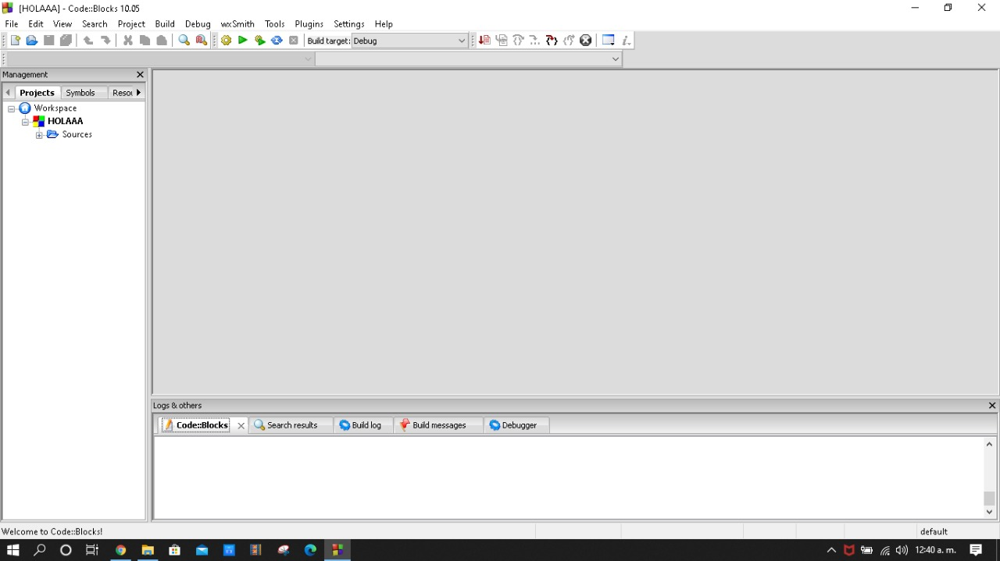 [HOLAAA] - Code::Blocks 10.05
File Edit View Search Project Build Debug wxSmith Tools Plugins Settings Help
Build target: Debug
Management
Projects Symbols Resou
Workspace
HOLAAA
Sources
Logs & others
Code::Blocks Search results Build log Build messages Debugger
Welcome to Code::Blocks! default
12:40 a. m.